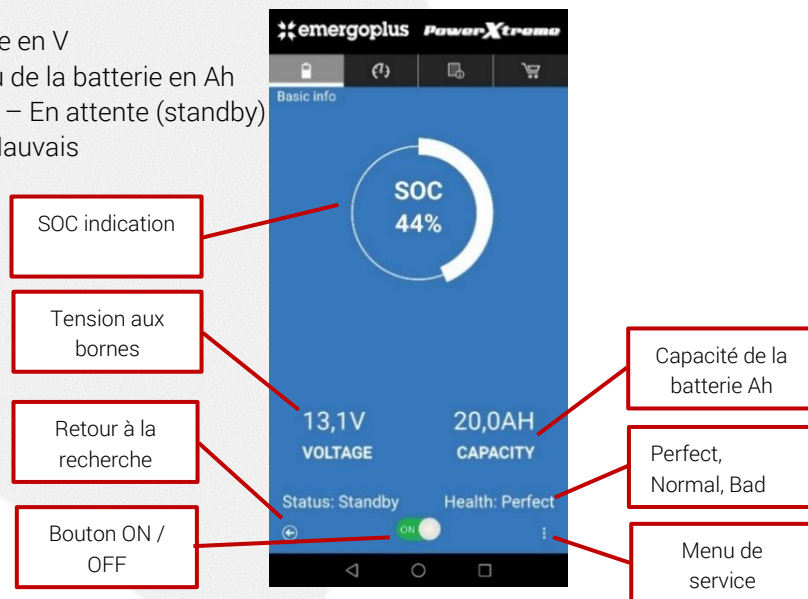 e en V
de la batterie en Ah
– En attente (standby)
emergoplus PowerXtreme
Basic info
SOC
44%
SOC indication
Tension aux
bornes
Retour à la
recherche
Bouton ON /
OFF
13,1V
VOLTAGE
20,0AH
CAPACITY
Status: Standby
Health: Perfect
ON
Capacité de la
batterie Ah
Perfect,
Normal, Bad
Menu de
service